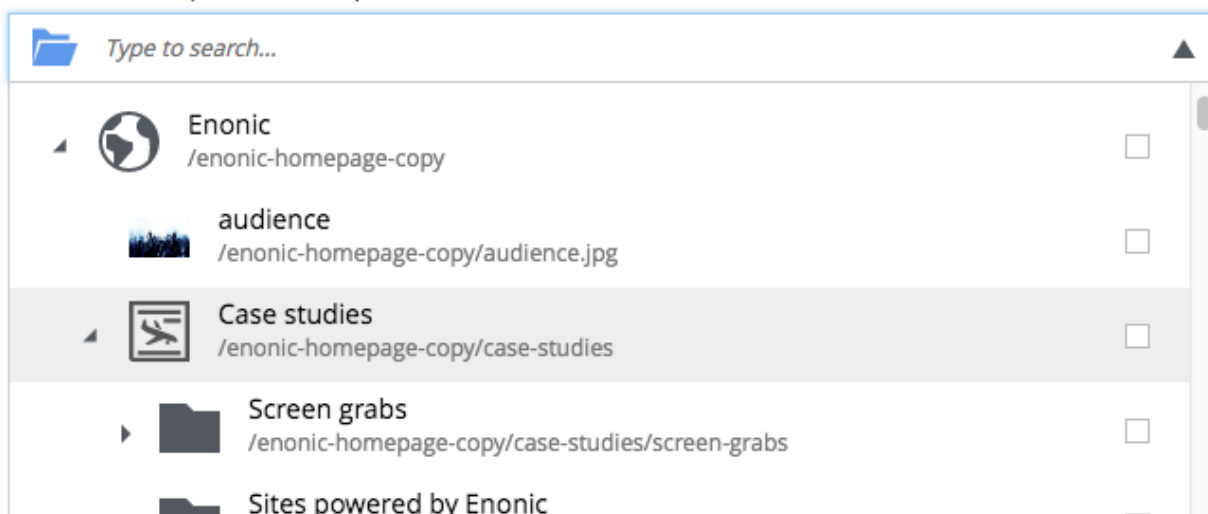 Type to search...
Enonic
/enonic-homepage-copy
audience
/enonic-homepage-copy/audience.jpg
Case studies
/enonic-homepage-copy/case-studies
Screen grabs
/enonic-homepage-copy/case-studies/screen-grabs
Sites powered by Enonic